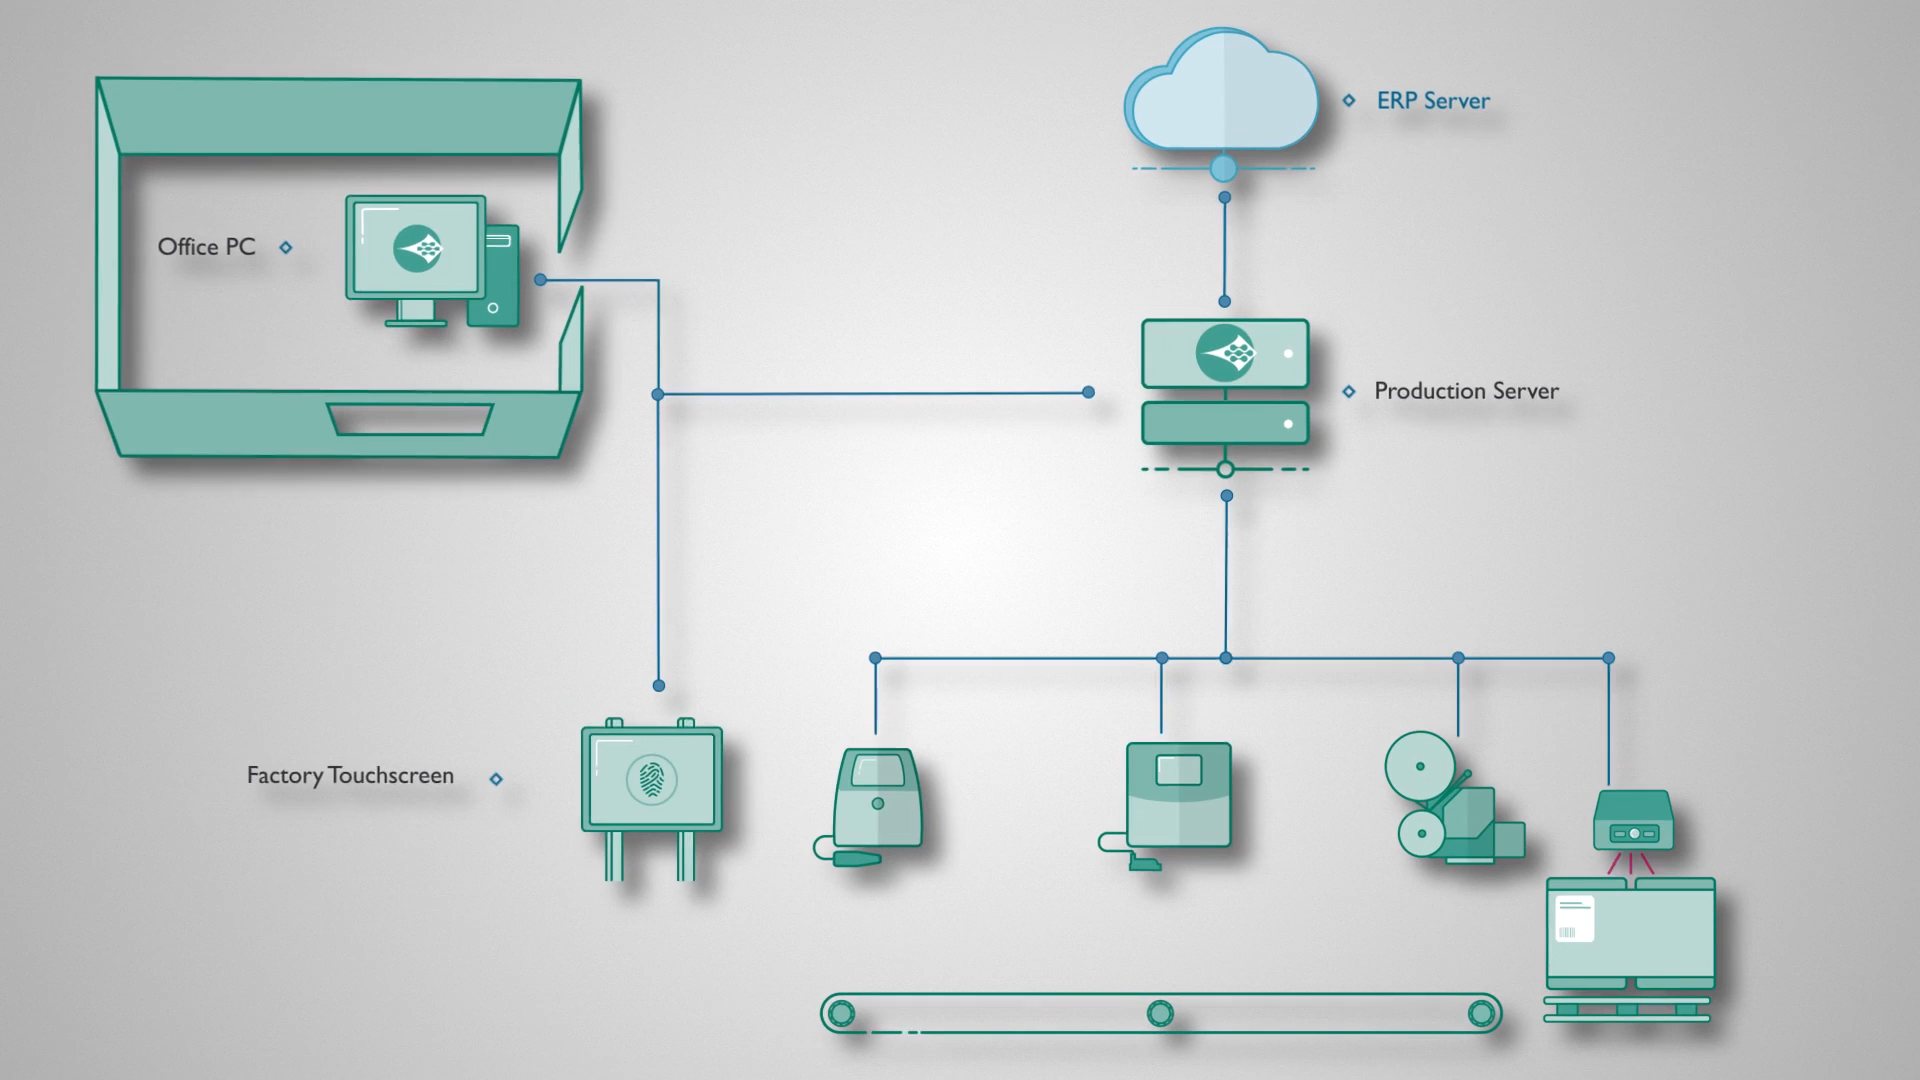 ERP Server
Office PC
Production Server
Factory Touchscreen